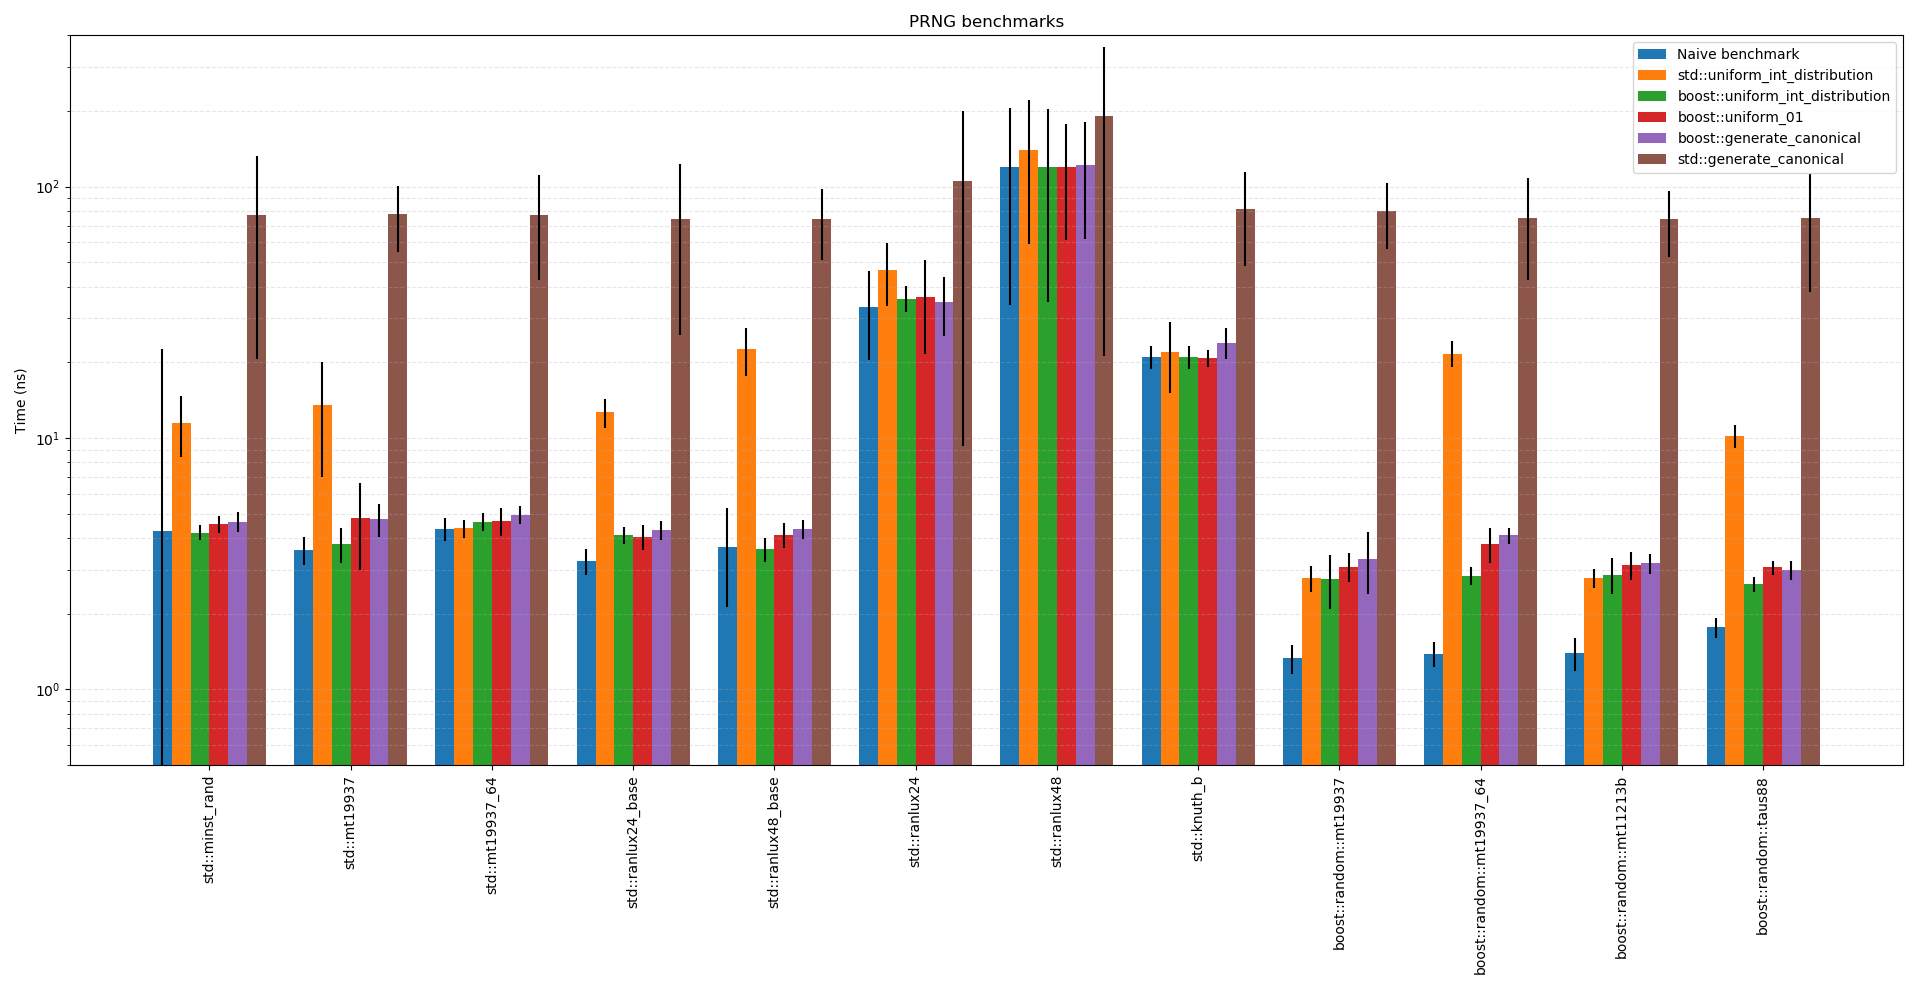 PRNG benchmarks
Naive benchmark
std::uniform_int_distribution
boost::uniform_int_distribution
boost::uniform_01
boost::generate_canonical
std::generate_canonical
Time (ns)
10²
10¹
10⁰
std::minst_rand
std::mt19937
std::mt19937_64
std::ranlux24_base
std::ranlux48_base
std::ranlux24
std::ranlux48
std::knuth_b
boost::random::mt19937
boost::random::mt19937_64
boost::random::mt11213b
boost::random::taus88